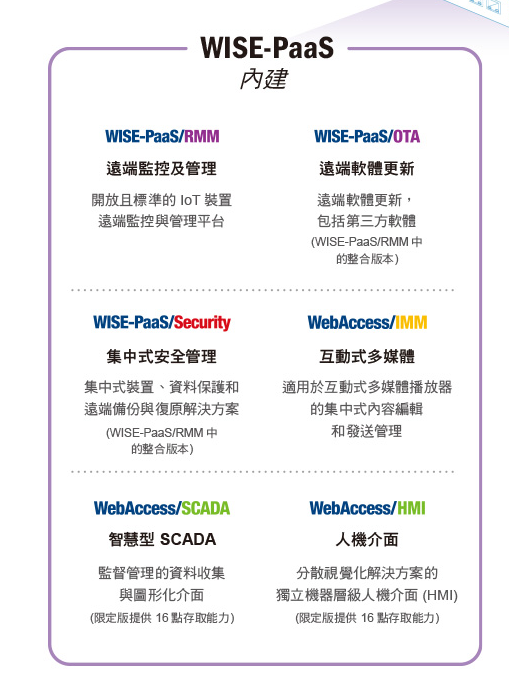 WISE-PaaS
內建
WISE-PaaS/RMM
遠端監控及管理
開放且標準的 IoT 裝置
遠端監控與管理平台
WISE-PaaS/OTA
遠端軟體更新
遠端軟體更新，
包括第三方軟體
(WISE-PaaS/RMM 中
的整合版本)
WISE-PaaS/Security
集中式安全管理
集中式裝置、資料保護和
遠端備份與復原解決方案
(WISE-PaaS/RMM 中
的整合版本)
WebAccess/IMM
互動式多媒體
適用於互動式多媒體播放器
的集中式內容編輯
和發送管理
WebAccess/SCADA
智慧型 SCADA
監督管理的資料收集
與圖形化介面
(限定版提供 16 點存取能力)
WebAccess/HMI
人機介面
分散視覺化解決方案的
獨立機器層級人機介面 (HMI)
(限定版提供 16 點存取能力)